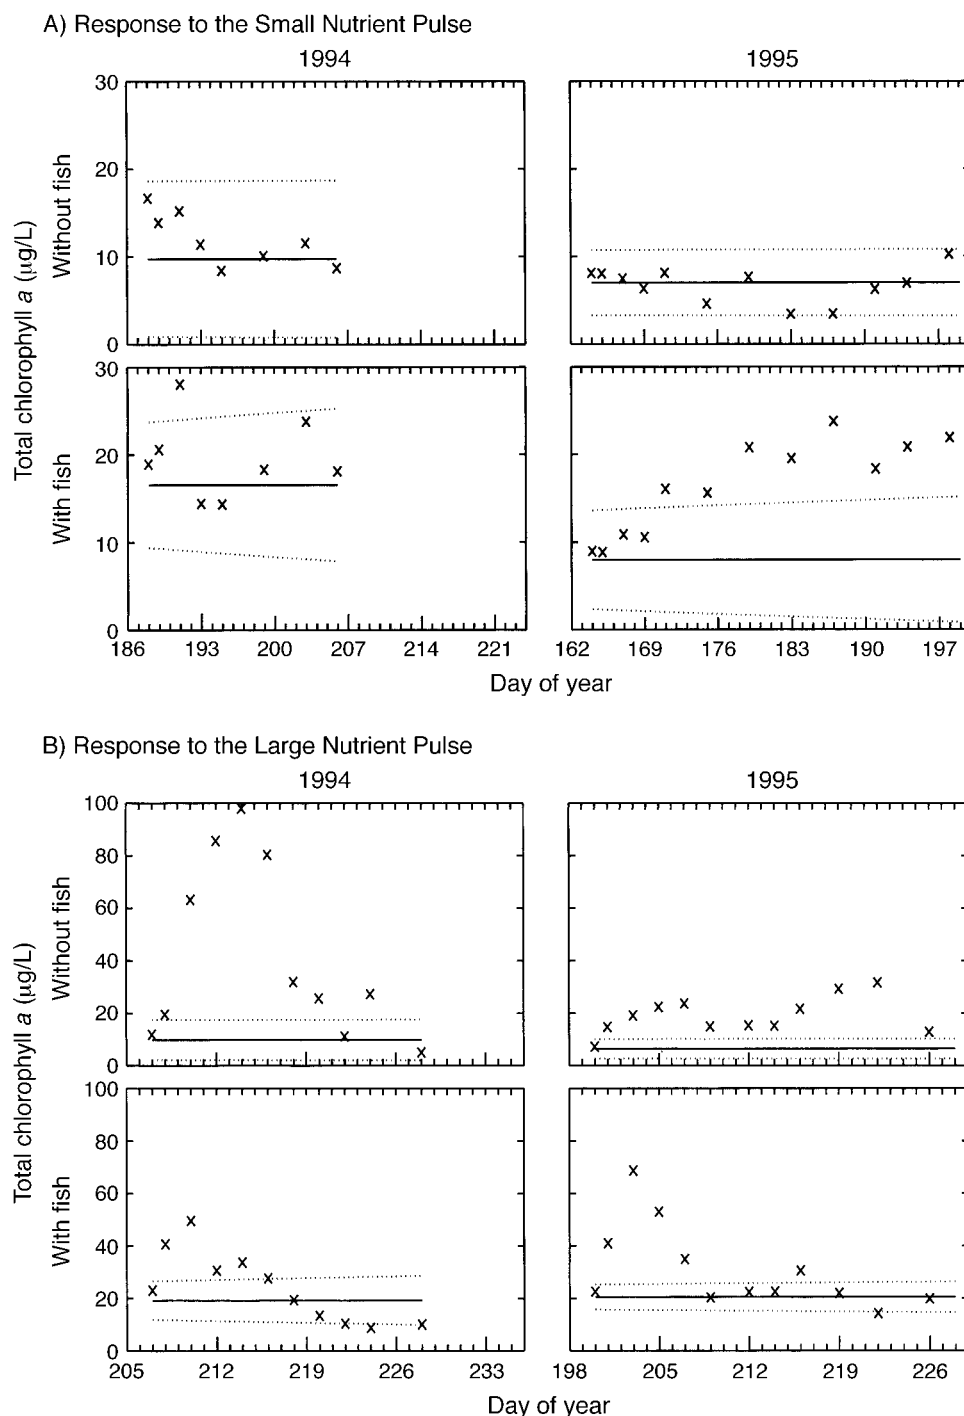 A) Response to the Small Nutrient Pulse
1994 1995
30
20
10
0
Without fish
30
20
10
0
With fish
Total chlorophyll a (µg/L)
186 193 200 207 214 221 162 169 176 183 190 197
Day of year
B) Response to the Large Nutrient Pulse
1994 1995
100
80
60
40
20
0
Without fish
100
80
60
40
20
0
With fish
Total chlorophyll a (µg/L)
205 212 219 226 233 198 205 212 219 226
Day of year